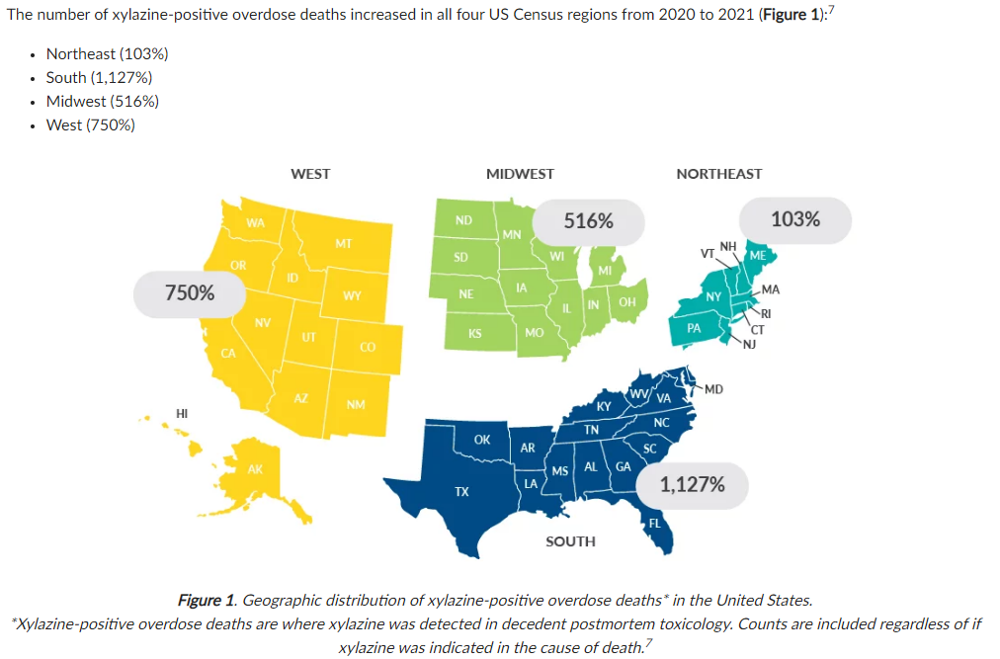 The number of xylazine-positive overdose deaths increased in all four US Census regions from 2020 to 2021 (Figure 1):7
• Northeast (103%)
• South (1,127%)
• Midwest (516%)
• West (750%)
WEST
MIDWEST
NORTHEAST
WA
MT
OR
ID
WY
750%
NV
UT
CO
CA
AZ
NM
HI
AK
ND
MN
516%
SD
WI
MI
NE
IA
IL
IN
OH
KS
MO
103%
NH
VT
ME
NY
MA
RI
CT
PA
NJ
MD
WV
VA
KY
NC
TN
OK
AR
SC
MS
AL
GA
TX
LA
1,127%
FL
SOUTH
Figure 1. Geographic distribution of xylazine-positive overdose deaths* in the United States.
*Xylazine-positive overdose deaths are where xylazine was detected in decedent postmortem toxicology. Counts are included regardless of if
xylazine was indicated in the cause of death.7